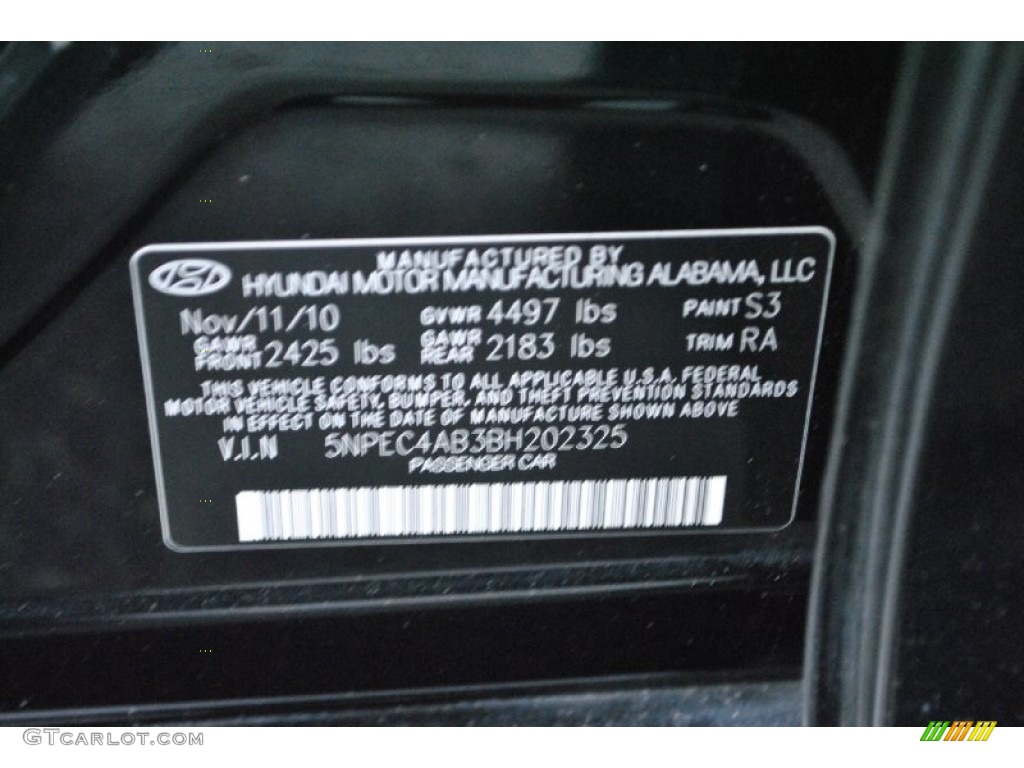 MANUFACTURED BY
HYUNDAI MOTOR MANUFACTURING ALABAMA, LLC
Nov/11/10 GVWR 4497 lbs PAINT S3
GAWR FRONT 2425 lbs GAWR REAR 2183 lbs TRIM RA
THIS VEHICLE CONFORMS TO ALL APPLICABLE U.S.A. FEDERAL
MOTOR VEHICLE SAFETY, BUMPER, AND THEFT PREVENTION STANDARDS
IN EFFECT ON THE DATE OF MANUFACTURE SHOWN ABOVE
V.I.N 5NPEC4AB3BH202325
PASSENGER CAR
GTcarlot.com